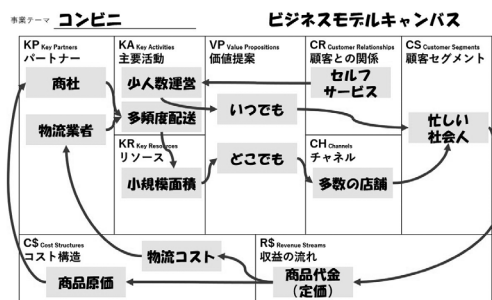 事業テーマ コンビニ
ビジネスモデルキャンバス
KP Key Partners
パートナー
商社
物流業者
KA Key Activities
主要活動
少人数運営
多頻度配送
KR Key Resources
リソース
小規模面積
VP Value Propositions
価値提案
いつでも
どこでも
CR Customer Relationships
顧客との関係
セルフ
サービス
CH Channels
チャネル
多数の店舗
CS Customer Segments
顧客セグメント
忙しい
社会人
C$ Cost Structures
コスト構造
物流コスト
商品原価
R$ Revenue Streams
収益の流れ
商品代金
（定価）